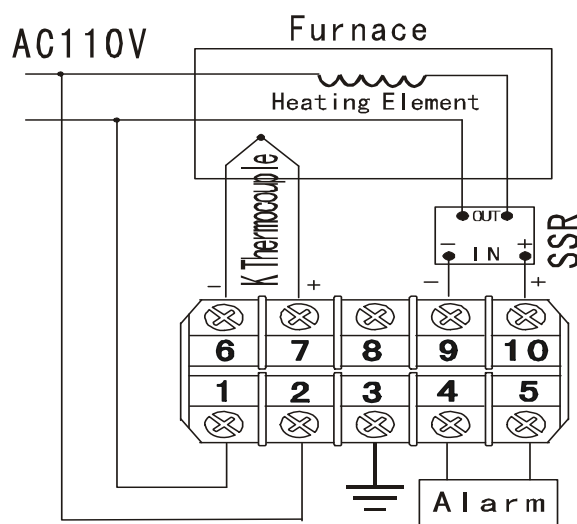 Furnace
AC110V
Heating Element
K Thermocouple
OUT
- IN +
SSR
- + - +
6 7 8 9 10
1 2 3 4 5
Alarm